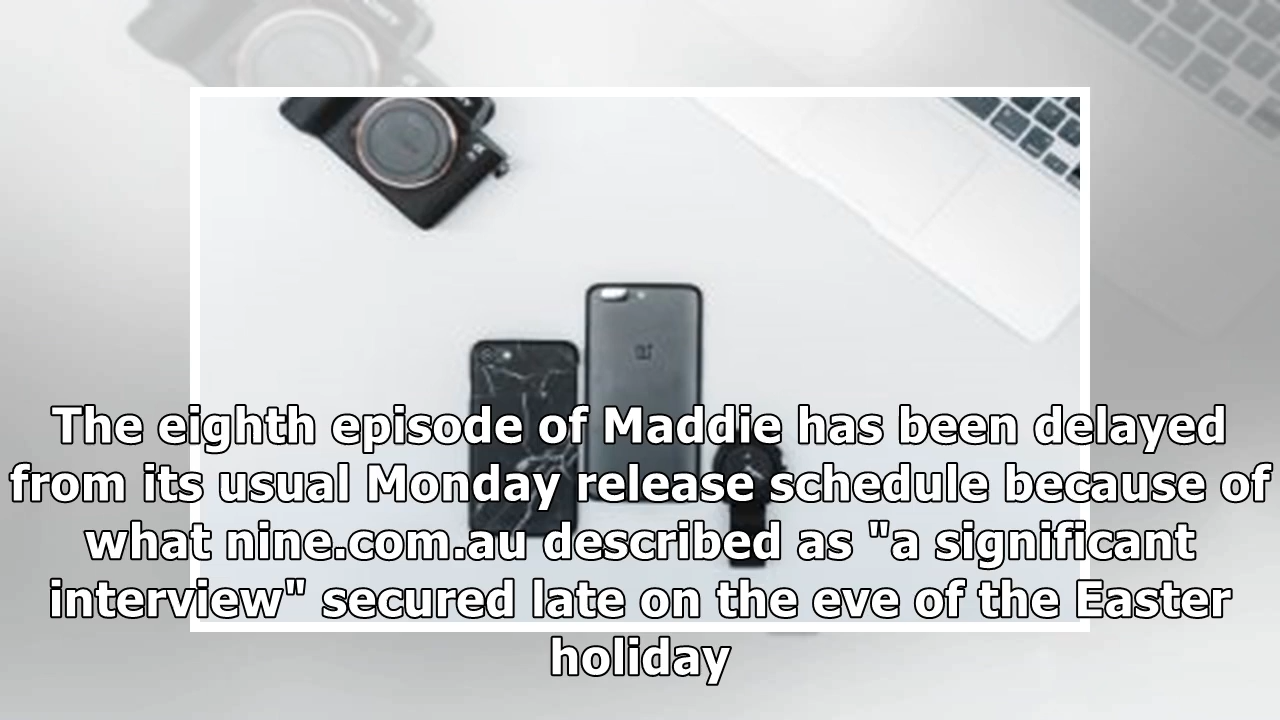 The eighth episode of Maddie has been delayed
from its usual Monday release schedule because of
what nine.com.au described as "a significant
interview" secured late on the eve of the Easter
holiday